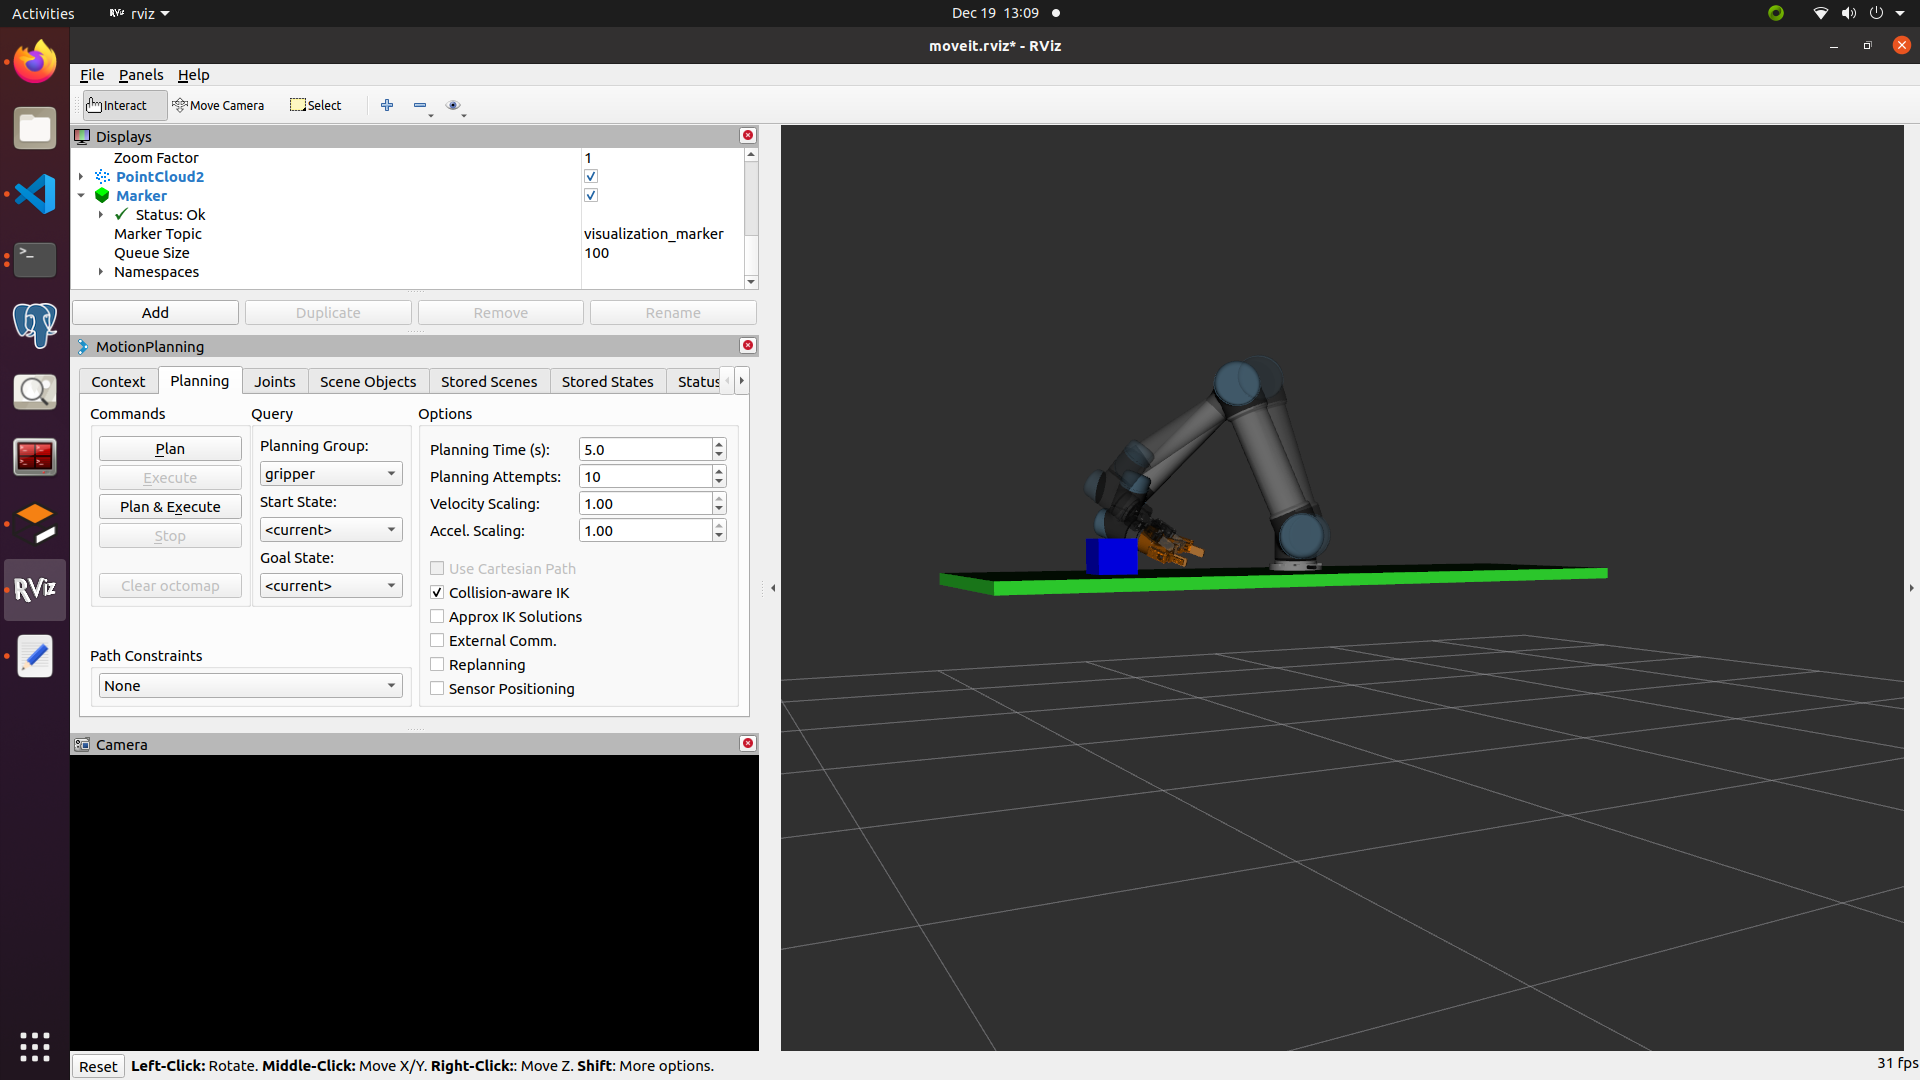 Activities
RViz rviz
Dec 19 13:09
moveit.rviz* - RViz
File Panels Help
Interact Move Camera Select
Displays
Zoom Factor 1
PointCloud2
Marker
Status: Ok
Marker Topic visualization_marker
Queue Size 100
Namespaces
Add Duplicate Remove Rename
MotionPlanning
Context Planning Joints Scene Objects Stored Scenes Stored States Status
Commands Query Options
Plan
Execute
Plan & Execute
Stop
Clear octomap
Planning Group:
gripper
Start State:
<current>
Goal State:
<current>
Planning Time (s): 5.0
Planning Attempts: 10
Velocity Scaling: 1.00
Accel. Scaling: 1.00
Use Cartesian Path
Collision-aware IK
Approx IK Solutions
External Comm.
Replanning
Sensor Positioning
Path Constraints
None
RViz
Camera
Reset Left-Click: Rotate. Middle-Click: Move X/Y. Right-Click:: Move Z. Shift: More options.
31 fps